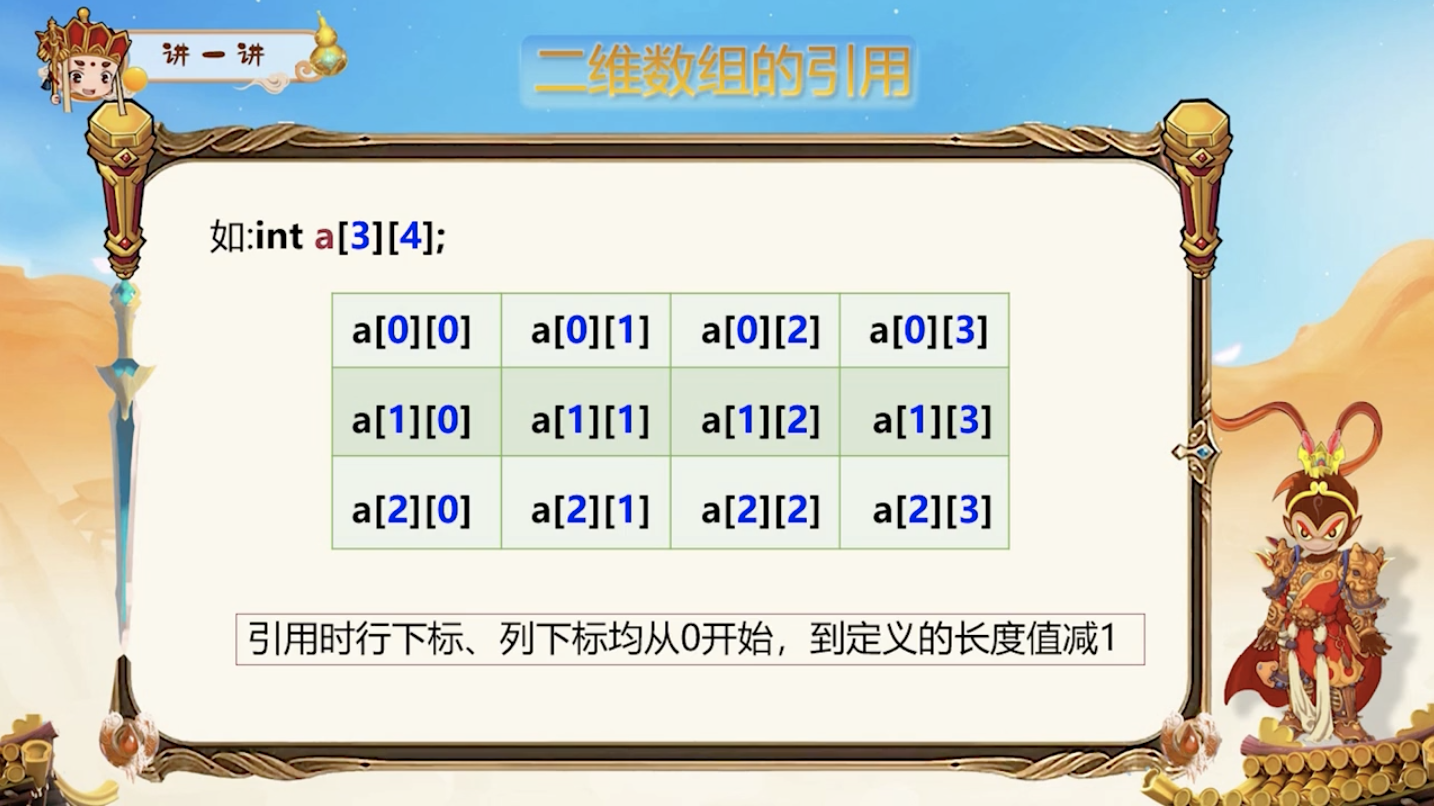 讲一讲
二维数组的引用
如:int a[3][4];
a[0][0] a[0][1] a[0][2] a[0][3]
a[1][0] a[1][1] a[1][2] a[1][3]
a[2][0] a[2][1] a[2][2] a[2][3]
引用时行下标、列下标均从0开始，到定义的长度值减1